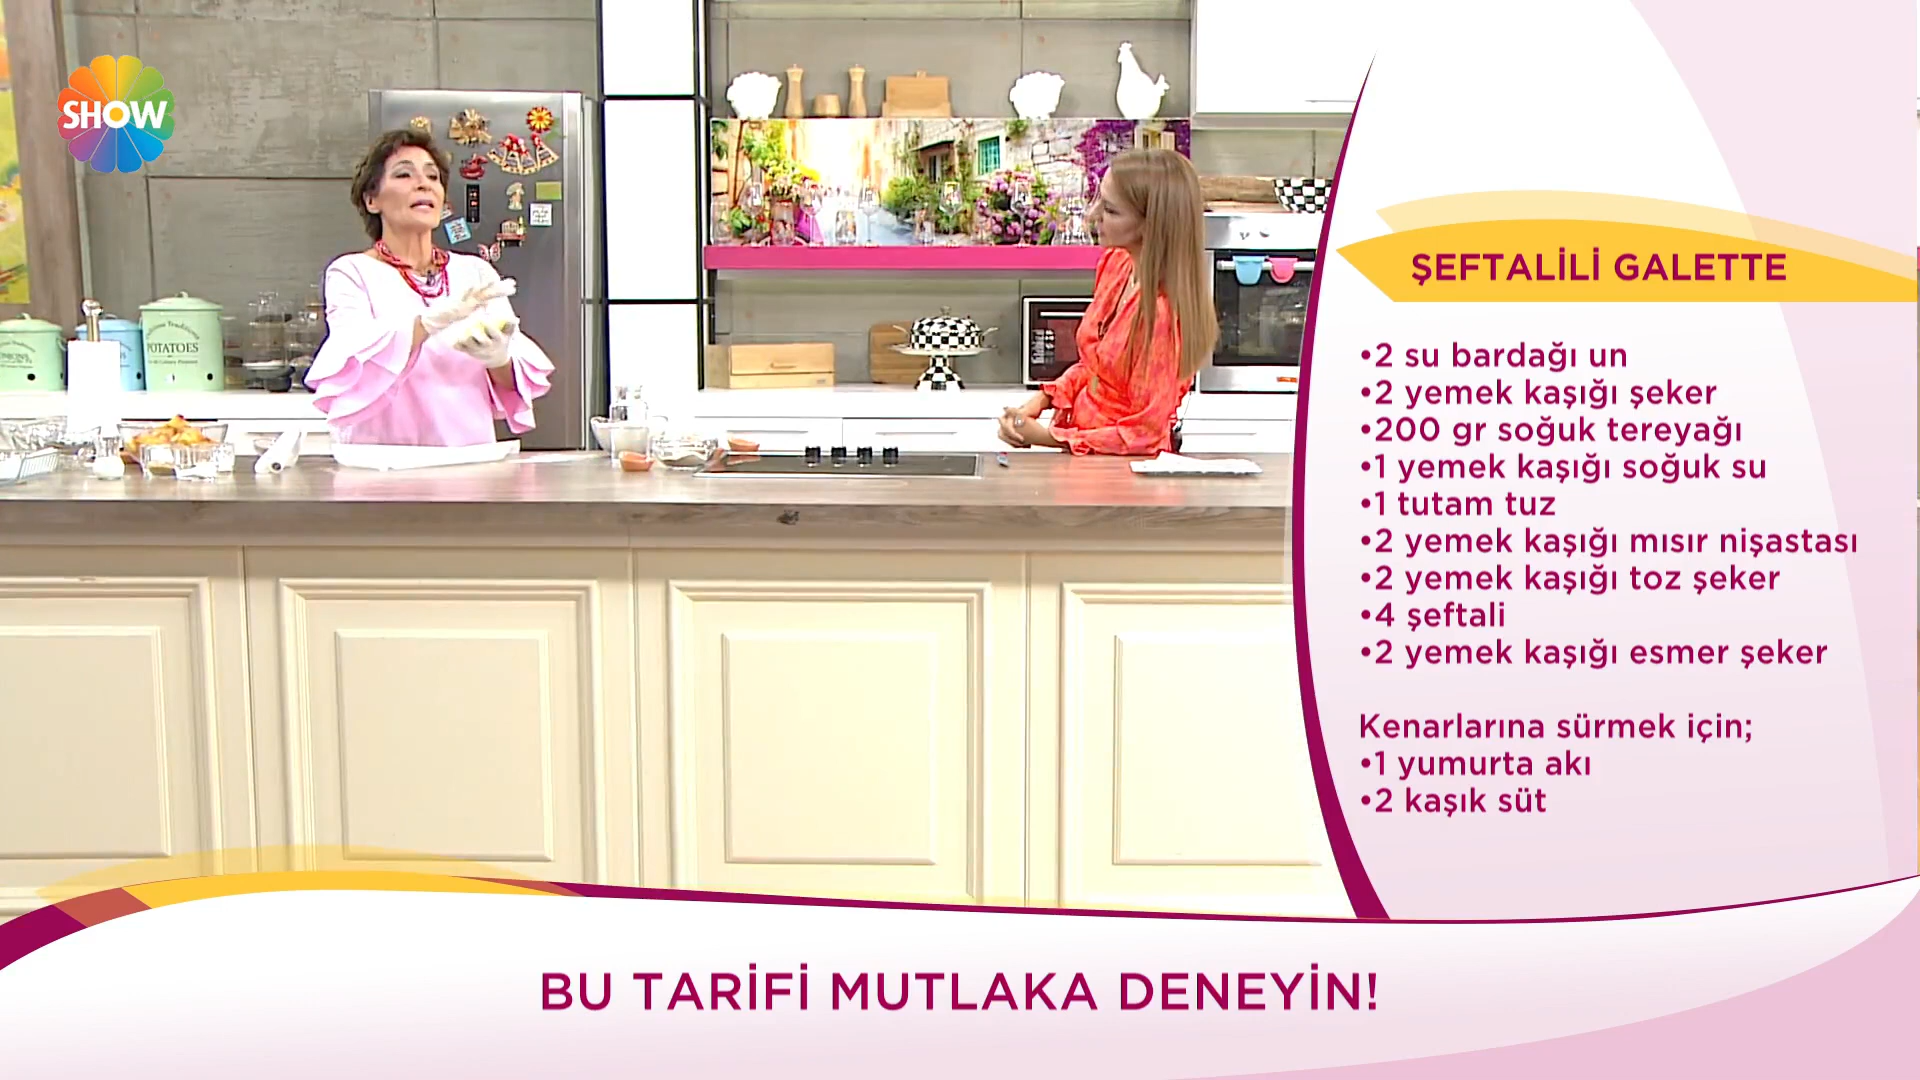 SHOW
POTATOES
ŞEFTALİLİ GALETTE
•2 su bardağı un
•2 yemek kaşığı şeker
•200 gr soğuk tereyağı
•1 yemek kaşığı soğuk su
•1 tutam tuz
•2 yemek kaşığı mısır nişastası
•2 yemek kaşığı toz şeker
•4 şeftali
•2 yemek kaşığı esmer şeker
Kenarlarına sürmek için;
•1 yumurta akı
•2 kaşık süt
BU TARİFİ MUTLAKA DENEYİN!